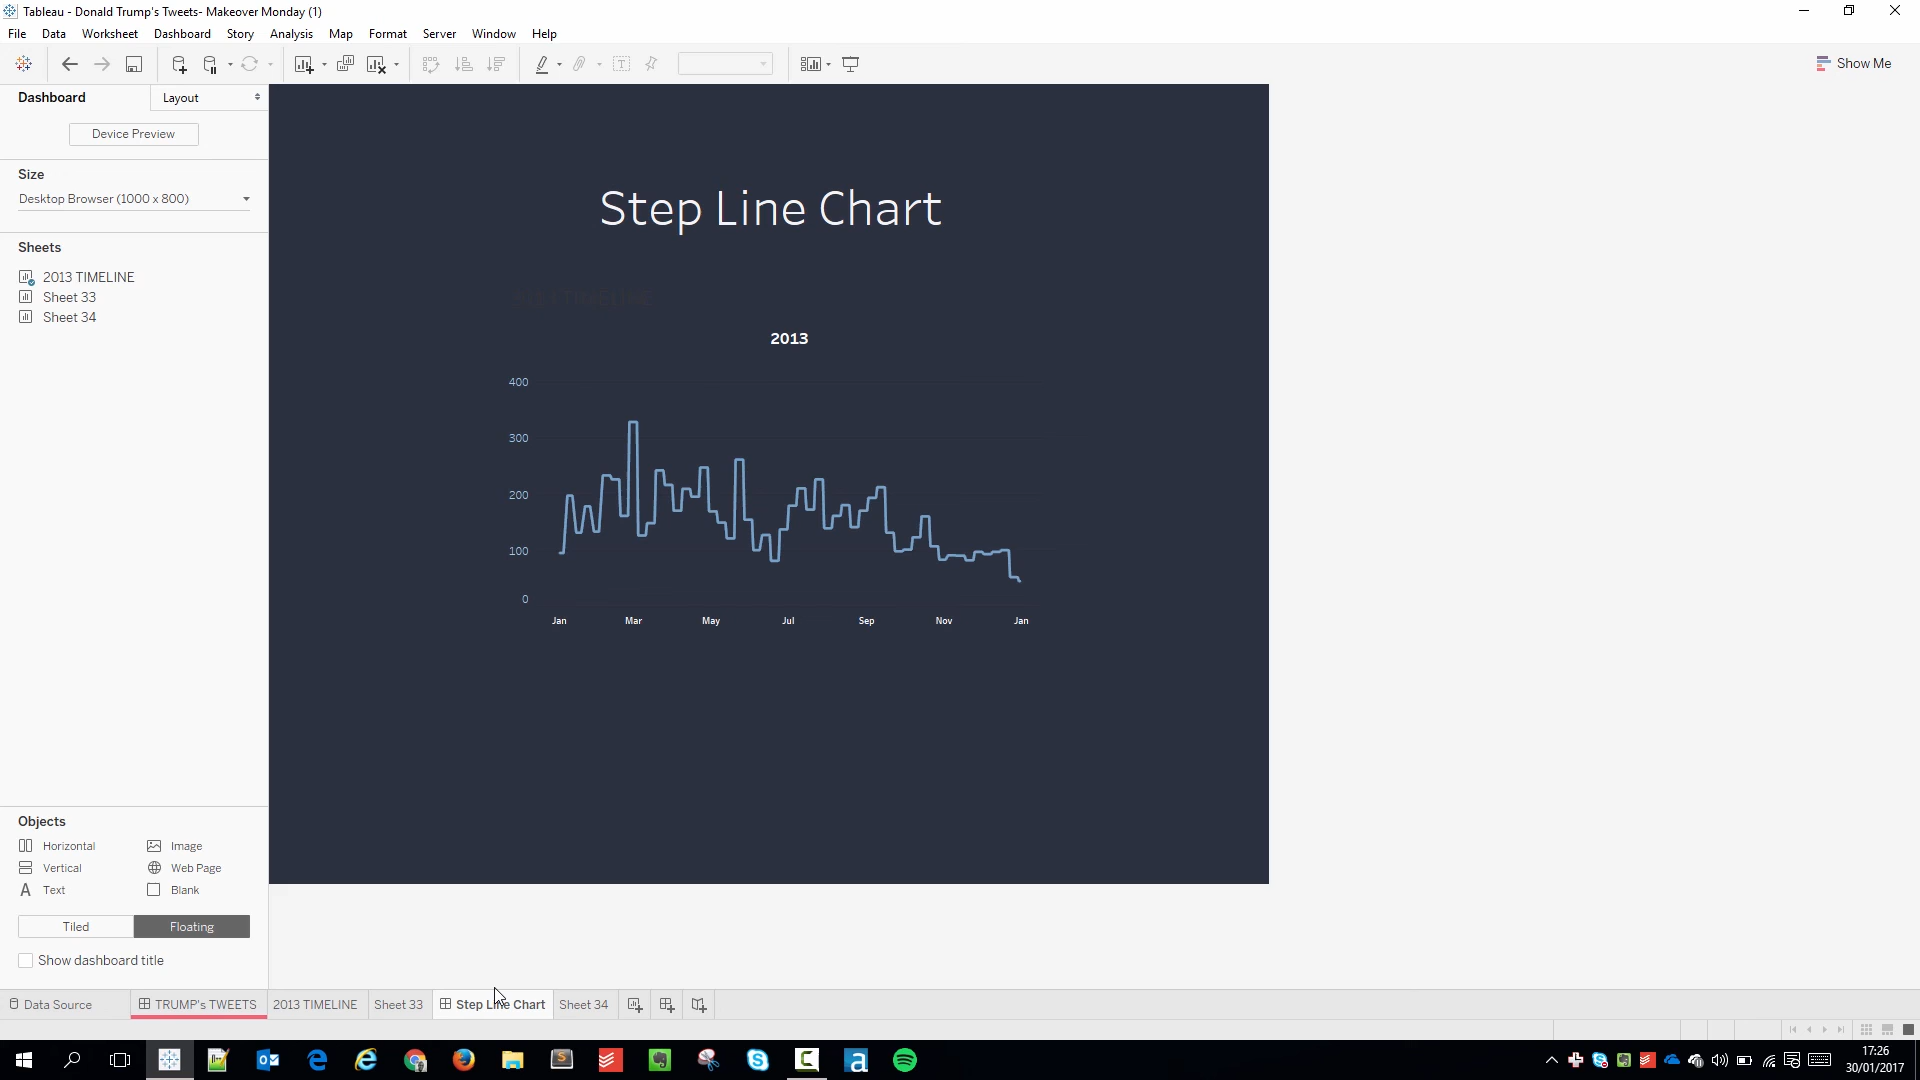 Tableau - Donald Trump's Tweets- Makeover Monday (1)
File Data Worksheet Dashboard Story Analysis Map Format Server Window Help
Show Me
Dashboard Layout
Device Preview
Size
Desktop Browser (1000 x 800)
Sheets
2013 TIMELINE
Sheet 33
Sheet 34
Step Line Chart
2013
400
300
200
100
0
Jan Mar May Jul Sep Nov Jan
Objects
Horizontal Image
Vertical Web Page
Text Blank
Tiled Floating
Show dashboard title
Data Source TRUMP's TWEETS 2013 TIMELINE Sheet 33 Step Line Chart Sheet 34
17:26
30/01/2017